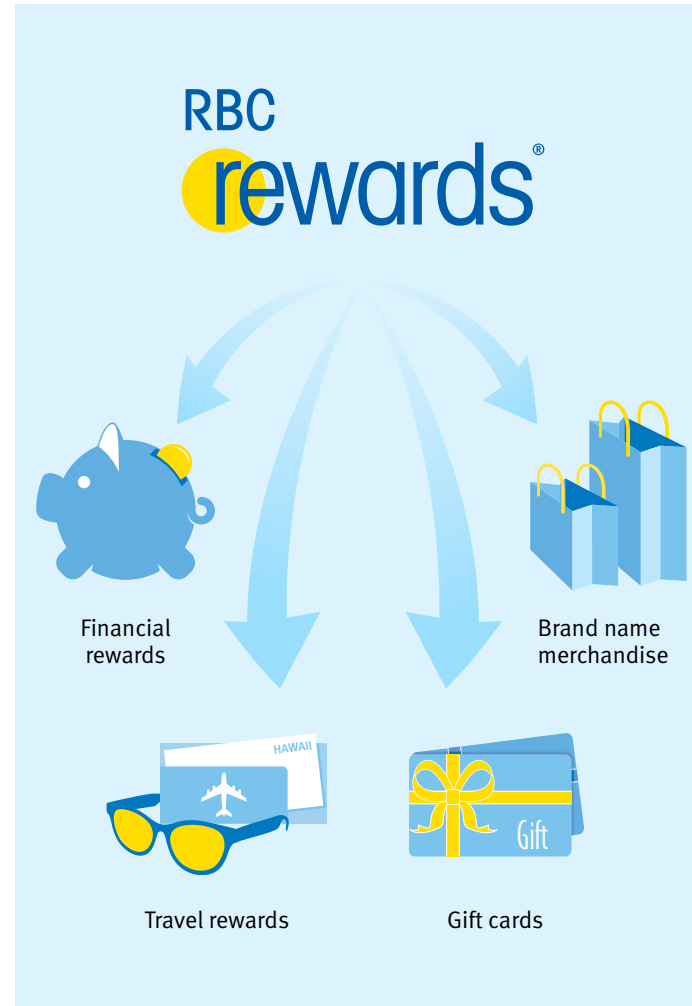 RBC
rewards®
Financial
rewards
Brand name
merchandise
HAWAII
Gift
Travel rewards
Gift cards